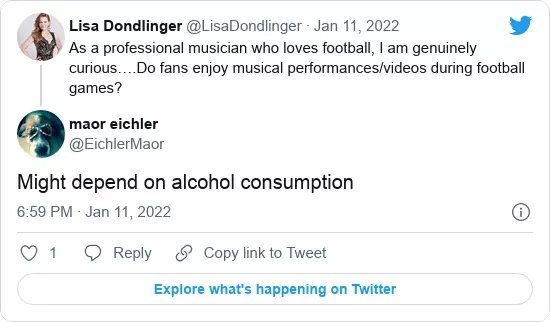 Lisa Dondlinger @LisaDondlinger · Jan 11, 2022
As a professional musician who loves football, I am genuinely
curious….Do fans enjoy musical performances/videos during football
games?
maor eichler
@EichlerMaor
Might depend on alcohol consumption
6:59 PM · Jan 11, 2022
1 Reply Copy link to Tweet
Explore what's happening on Twitter